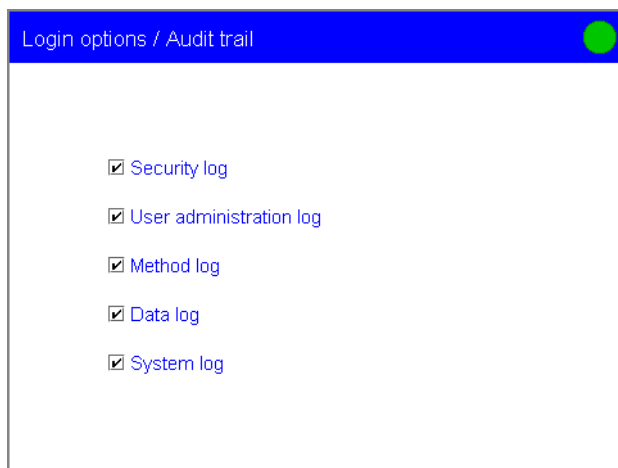 Login options / Audit trail
Security log
User administration log
Method log
Data log
System log